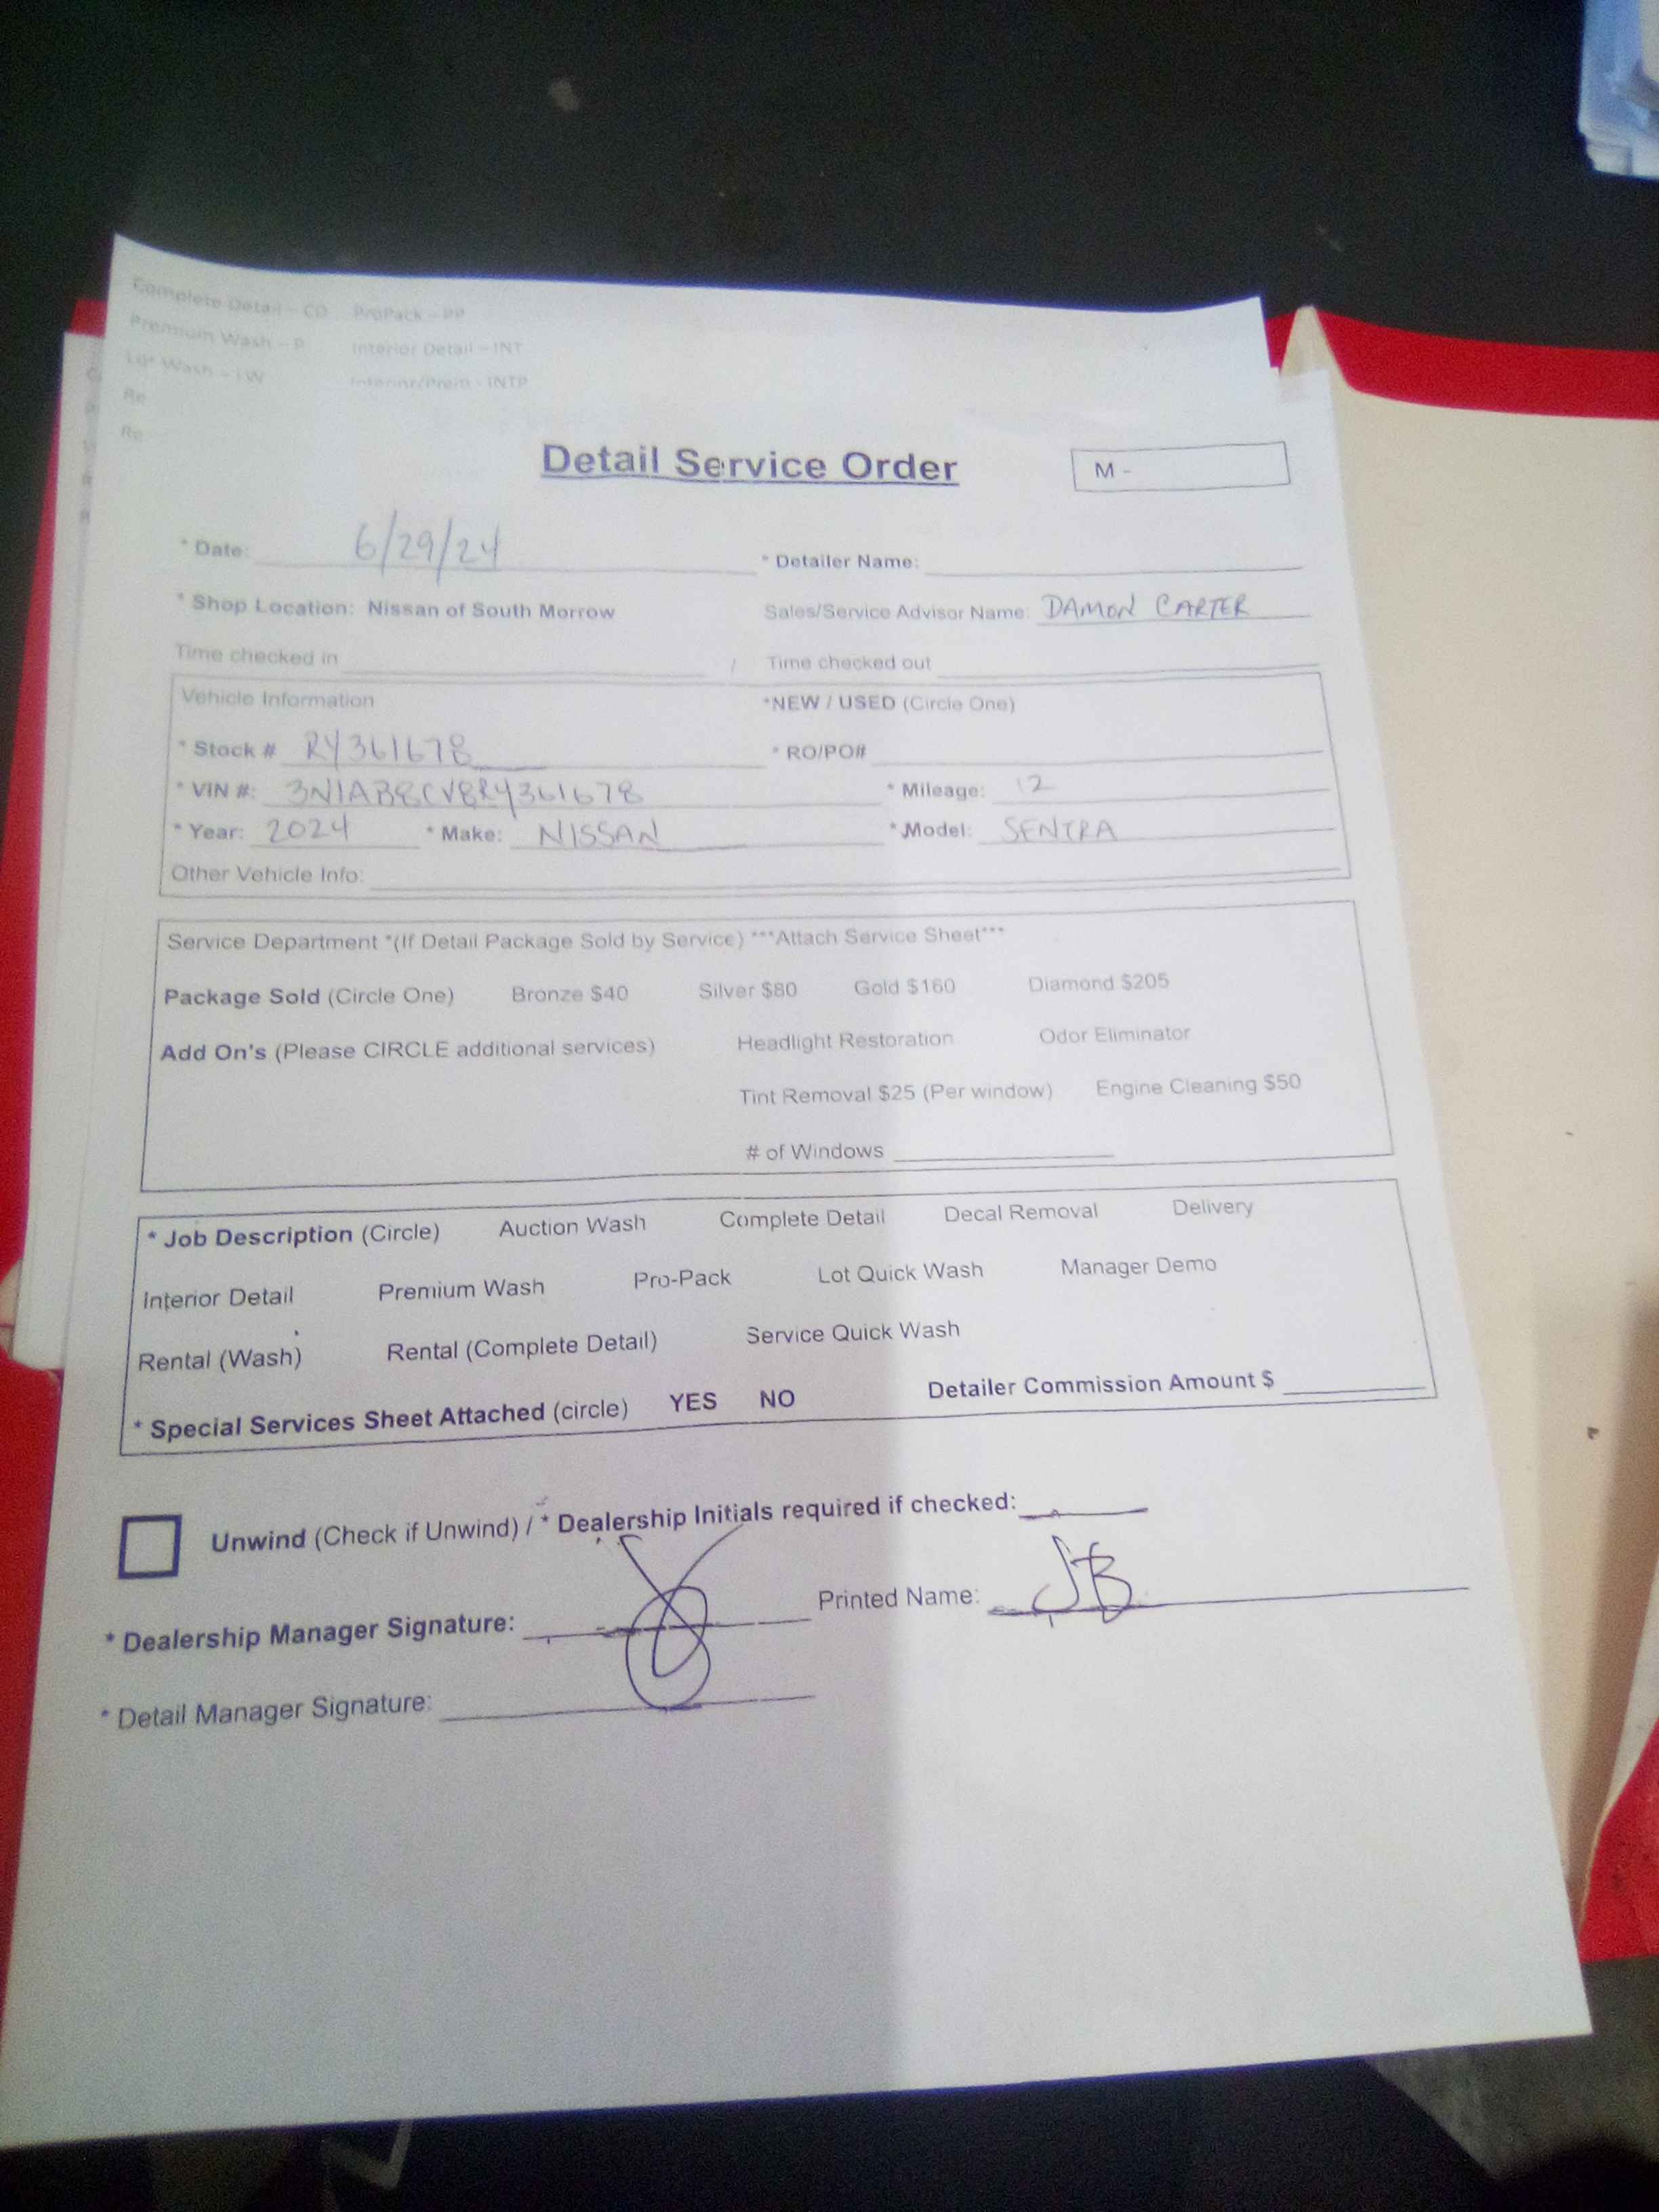 Complete Detail - CD ProPack - PP
Premium Wash - P Interior Detail - INT
Lot Wash - LW Interior/Prem - INTP
Re
Re
Detail Service Order M -
* Date: 6/29/24 * Detailer Name:
* Shop Location: Nissan of South Morrow Sales/Service Advisor Name: DAMON CARTER
Time checked in / Time checked out
Vehicle Information *NEW / USED (Circle One)
* Stock # RY361678 * RO/PO#
* VIN #: 3N1AB8CV8RY361678 * Mileage: 12
* Year: 2024 * Make: NISSAN * Model: SENTRA
Other Vehicle Info:
Service Department *(If Detail Package Sold by Service) ***Attach Service Sheet***
Package Sold (Circle One) Bronze $40 Silver $80 Gold $160 Diamond $205
Add On's (Please CIRCLE additional services) Headlight Restoration Odor Eliminator
Tint Removal $25 (Per window) Engine Cleaning $50
# of Windows
* Job Description (Circle) Auction Wash Complete Detail Decal Removal Delivery
Interior Detail Premium Wash Pro-Pack Lot Quick Wash Manager Demo
Rental (Wash) Rental (Complete Detail) Service Quick Wash
* Special Services Sheet Attached (circle) YES NO Detailer Commission Amount $
Unwind (Check if Unwind) / * Dealership Initials required if checked:
* Dealership Manager Signature: Printed Name: JB
* Detail Manager Signature: